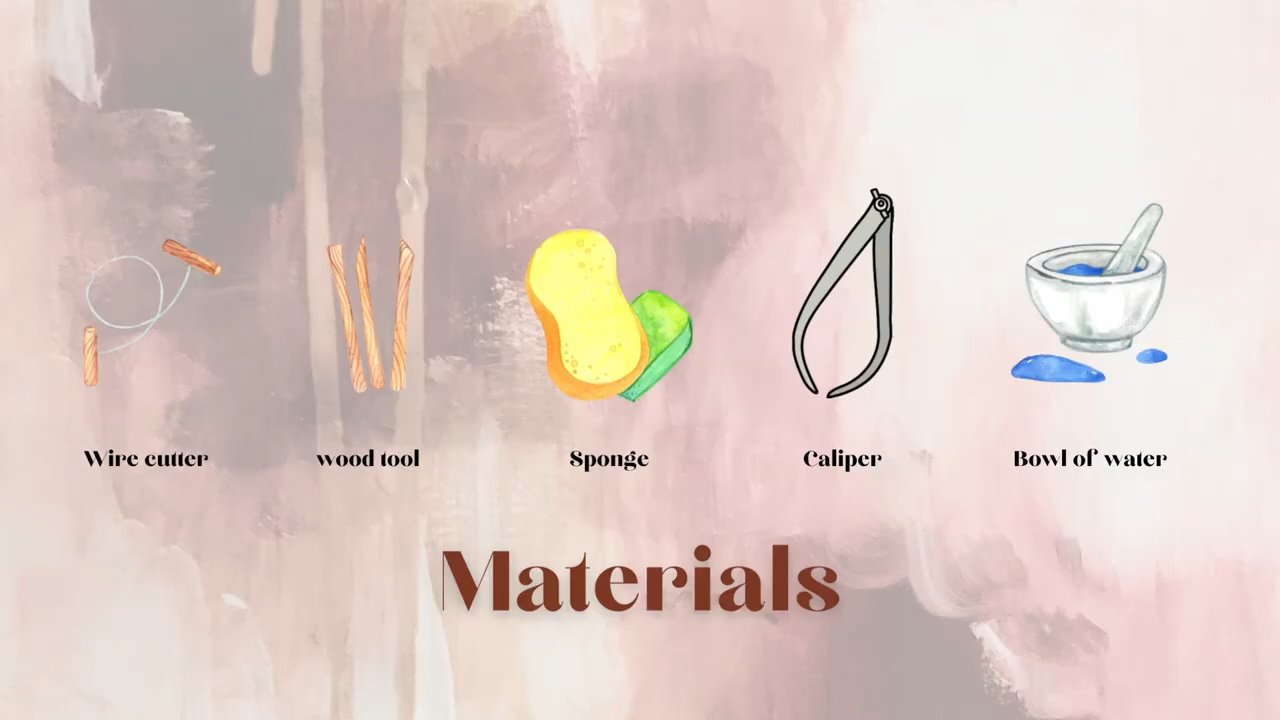 Wire cutter
wood tool
Sponge
Caliper
Bowl of water
Materials